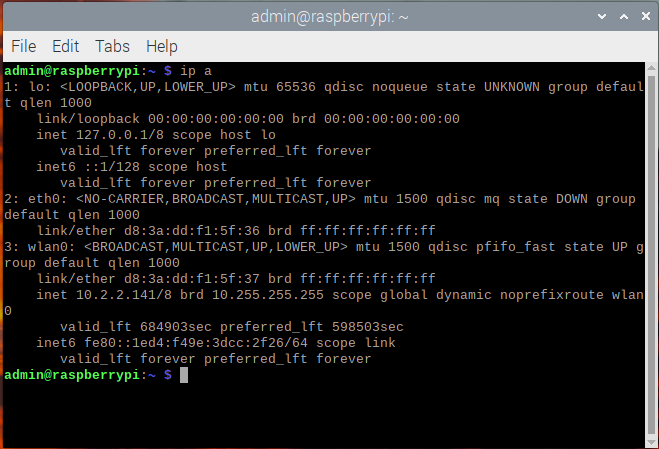 admin@raspberrypi: ~
File Edit Tabs Help
admin@raspberrypi:~ $ ip a
1: lo: <LOOPBACK,UP,LOWER_UP> mtu 65536 qdisc noqueue state UNKNOWN group defaul
t qlen 1000
    link/loopback 00:00:00:00:00:00 brd 00:00:00:00:00:00
    inet 127.0.0.1/8 scope host lo
       valid_lft forever preferred_lft forever
    inet6 ::1/128 scope host
       valid_lft forever preferred_lft forever
2: eth0: <NO-CARRIER,BROADCAST,MULTICAST,UP> mtu 1500 qdisc mq state DOWN group
default qlen 1000
    link/ether d8:3a:dd:f1:5f:36 brd ff:ff:ff:ff:ff:ff
3: wlan0: <BROADCAST,MULTICAST,UP,LOWER_UP> mtu 1500 qdisc pfifo_fast state UP g
roup default qlen 1000
    link/ether d8:3a:dd:f1:5f:37 brd ff:ff:ff:ff:ff:ff
    inet 10.2.2.141/8 brd 10.255.255.255 scope global dynamic noprefixroute wlan
0
       valid_lft 684903sec preferred_lft 598503sec
    inet6 fe80::1ed4:f49e:3dcc:2f26/64 scope link
       valid_lft forever preferred_lft forever
admin@raspberrypi:~ $